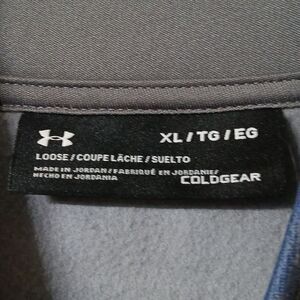 XL / TG / EG
LOOSE / COUPE LÂCHE / SUELTO
MADE IN JORDAN / FABRIQUÉ EN JORDANIE /
HECHO EN JORDANIA
COLDGEAR